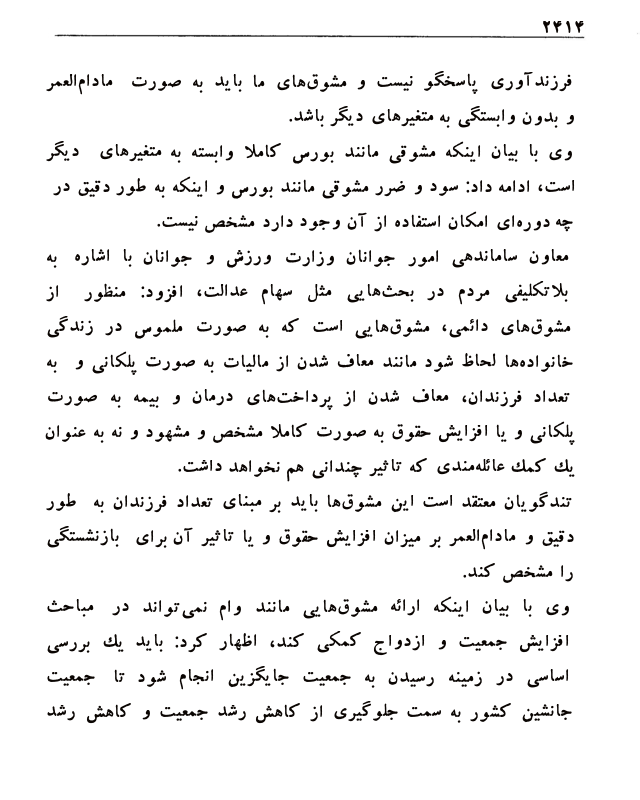 ۲۴۱۴
فرزندآوری پاسخگو نیست و مشوق‌های ما باید به صورت مادام‌العمر
و بدون وابستگی به متغیرهای دیگر باشد.
وی با بیان اینکه مشوقی مانند بورس کاملا وابسته به متغیرهای دیگر
است، ادامه داد: سود و ضرر مشوقی مانند بورس و اینکه به طور دقیق در
چه دوره‌ای امکان استفاده از آن وجود دارد مشخص نیست.
معاون ساماندهی امور جوانان وزارت ورزش و جوانان با اشاره به
بلاتکلیفی مردم در بحث‌هایی مثل سهام عدالت، افزود: منظور از
مشوق‌های دائمی، مشوق‌هایی است که به صورت ملموس در زندگی
خانواده‌ها لحاظ شود مانند معاف شدن از مالیات به صورت پلکانی و به
تعداد فرزندان، معاف شدن از پرداخت‌های درمان و بیمه به صورت
پلکانی و یا افزایش حقوق به صورت کاملا مشخص و مشهود و نه به عنوان
یك کمك عائله‌مندی که تاثیر چندانی هم نخواهد داشت.
تندگویان معتقد است این مشوق‌ها باید بر مبنای تعداد فرزندان به طور
دقیق و مادام‌العمر بر میزان افزایش حقوق و یا تاثیر آن برای بازنشستگی
را مشخص کند.
وی با بیان اینکه ارائه مشوق‌هایی مانند وام نمی‌تواند در مباحث
افزایش جمعیت و ازدواج کمکی کند، اظهار کرد: باید یك بررسی
اساسی در زمینه رسیدن به جمعیت جایگزین انجام شود تا جمعیت
جانشین کشور به سمت جلوگیری از کاهش رشد جمعیت و کاهش رشد